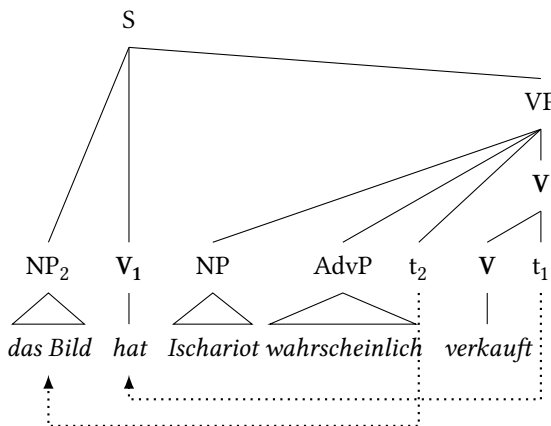 S
VP
V
NP₂ V₁ NP AdvP t₂ V t₁
das Bild hat Ischariot wahrscheinlich verkauft